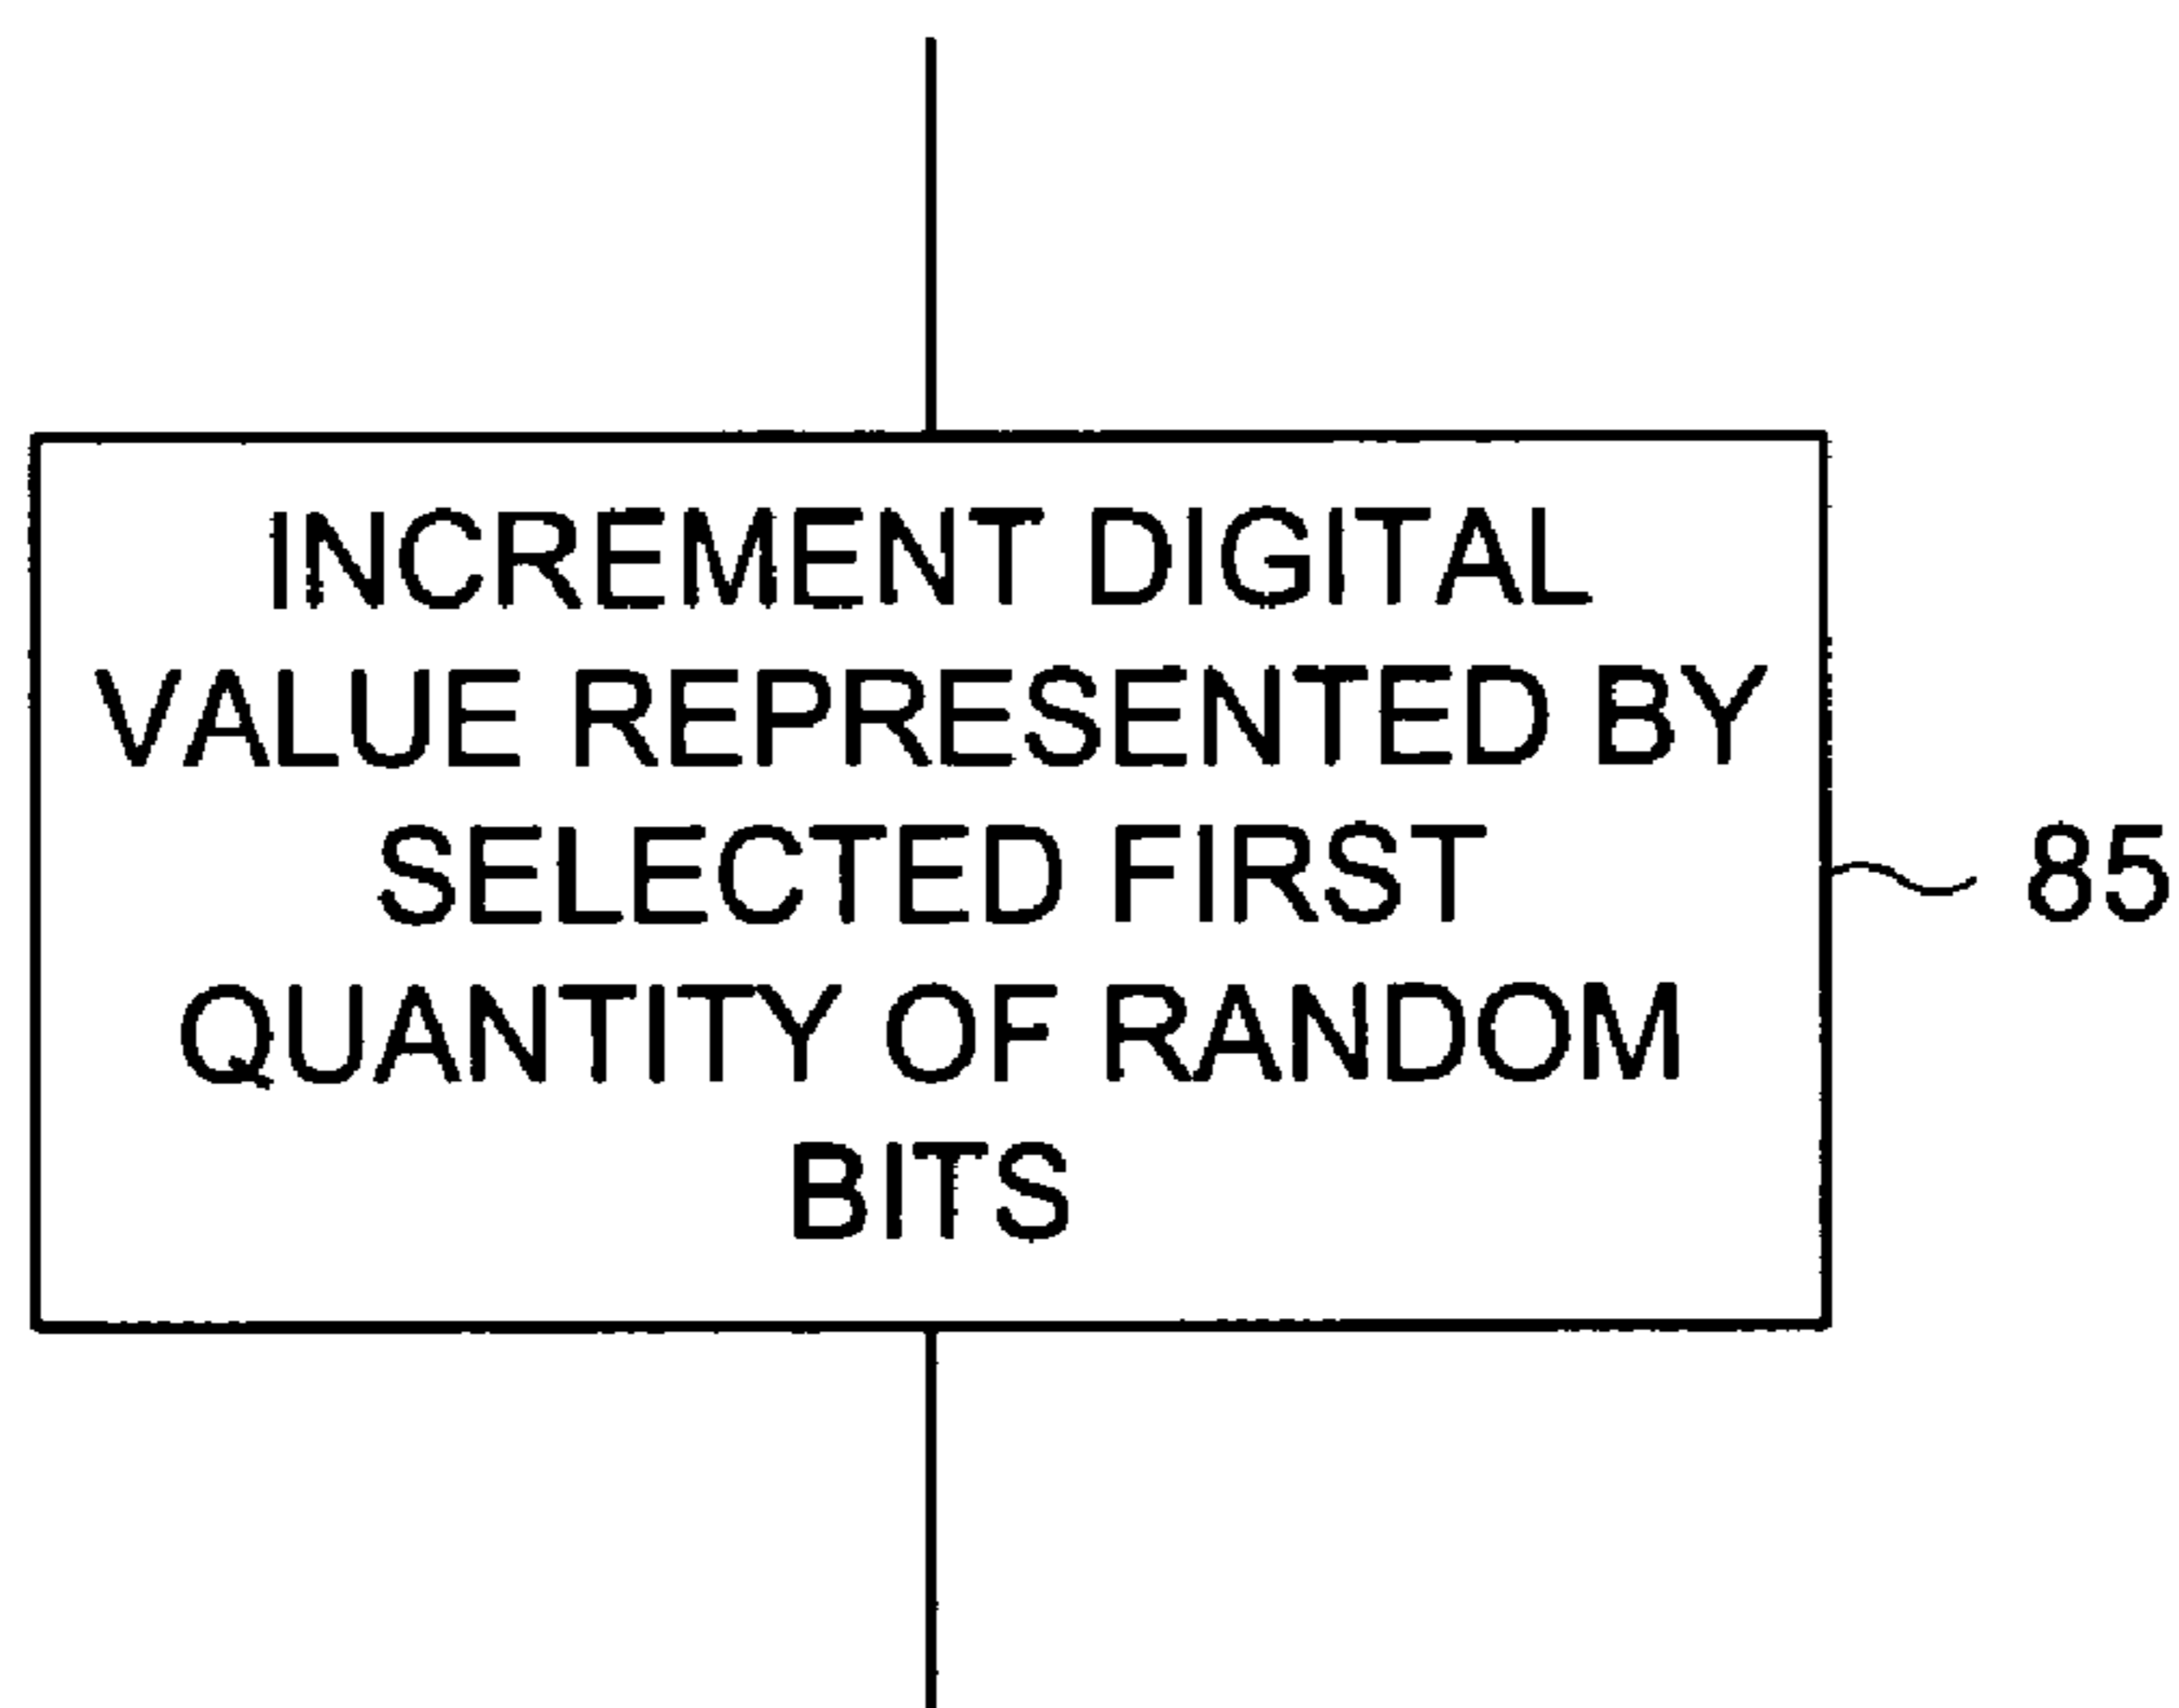 INCREMENT DIGITAL
VALUE REPRESENTED BY
SELECTED FIRST
QUANTITY OF RANDOM
BITS
85